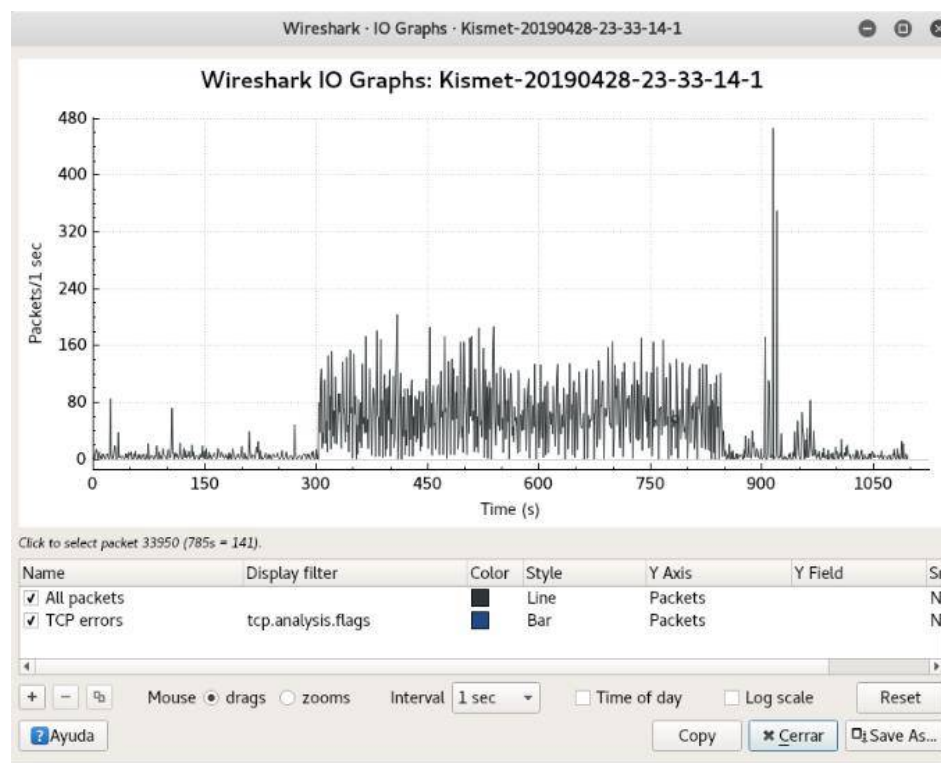 Wireshark · IO Graphs · Kismet-20190428-23-33-14-1
Wireshark IO Graphs: Kismet-20190428-23-33-14-1
480
400
320
240
160
80
0
Packets/1 sec
0 150 300 450 600 750 900 1050
Time (s)
Click to select packet 33950 (785s = 141).
Name Display filter Color Style Y Axis Y Field
All packets Line Packets N
TCP errors tcp.analysis.flags Bar Packets N
+ − Mouse drags zooms Interval 1 sec Time of day Log scale Reset
?Ayuda Copy Cerrar Save As...